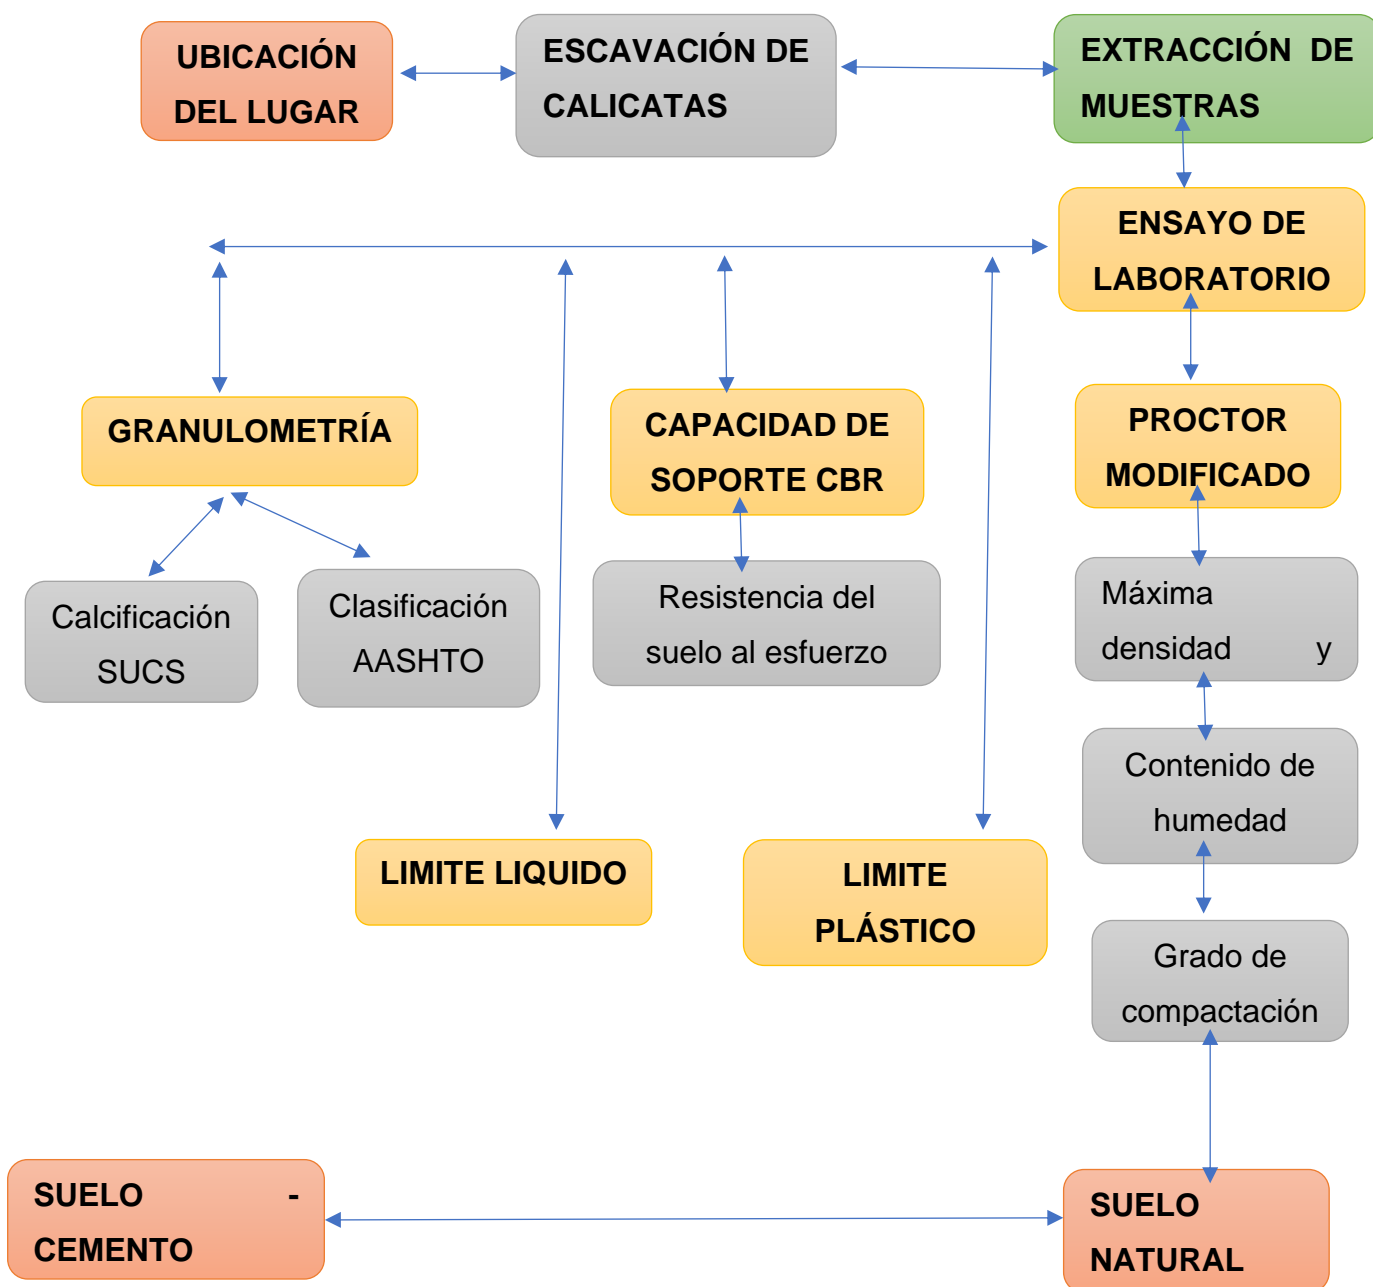 UBICACIÓN
DEL LUGAR
ESCAVACIÓN DE
CALICATAS
EXTRACCIÓN DE
MUESTRAS
ENSAYO DE
LABORATORIO
GRANULOMETRÍA
CAPACIDAD DE
SOPORTE CBR
PROCTOR
MODIFICADO
Calcificación
SUCS
Clasificación
AASHTO
Resistencia del
suelo al esfuerzo
Máxima
densidad y
Contenido de
humedad
LIMITE LIQUIDO
LIMITE
PLÁSTICO
Grado de
compactación
SUELO -
CEMENTO
SUELO
NATURAL